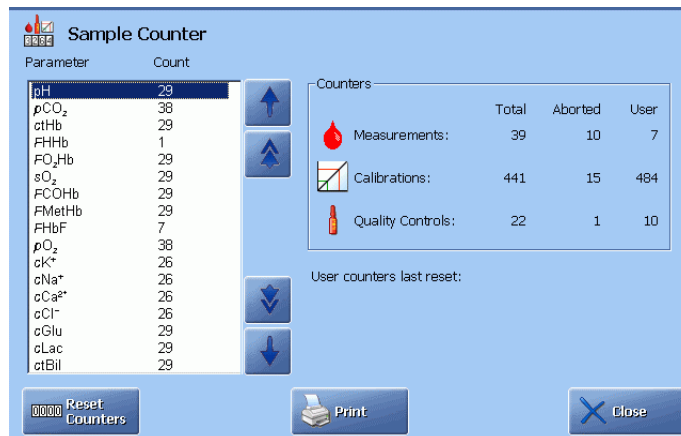 Sample Counter
Parameter Count
pH 29
pCO₂ 38
ctHb 29
FHHb 1
FO₂Hb 29
sO₂ 29
FCOHb 29
FMetHb 29
FHbF 7
pO₂ 38
cK⁺ 26
cNa⁺ 26
cCa²⁺ 26
cCl⁻ 26
cGlu 29
cLac 29
ctBil 29
Counters
Total Aborted User
Measurements: 39 10 7
Calibrations: 441 15 484
Quality Controls: 22 1 10
User counters last reset:
0000 Reset Counters
Print
Close